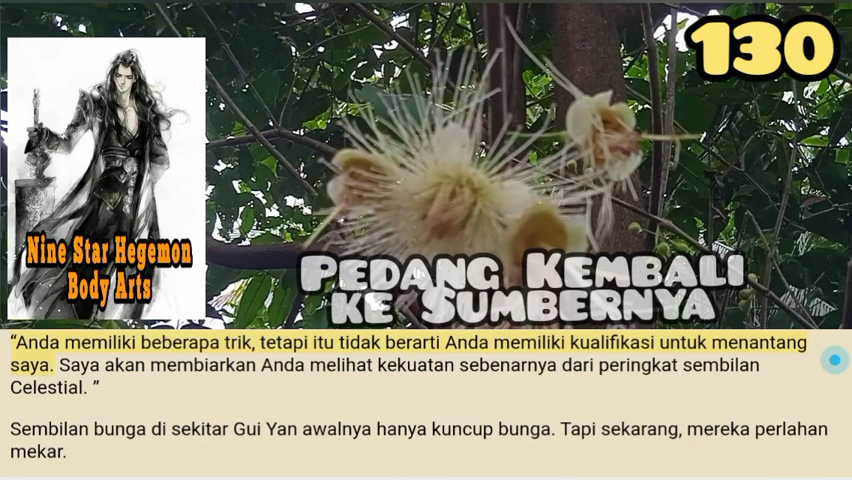 130
Nine Star Hegemon
Body Arts
PEDANG KEMBALI
KE SUMBERNYA
“Anda memiliki beberapa trik, tetapi itu tidak berarti Anda memiliki kualifikasi untuk menantang
saya. Saya akan membiarkan Anda melihat kekuatan sebenarnya dari peringkat sembilan
Celestial. ”
Sembilan bunga di sekitar Gui Yan awalnya hanya kuncup bunga. Tapi sekarang, mereka perlahan
mekar.